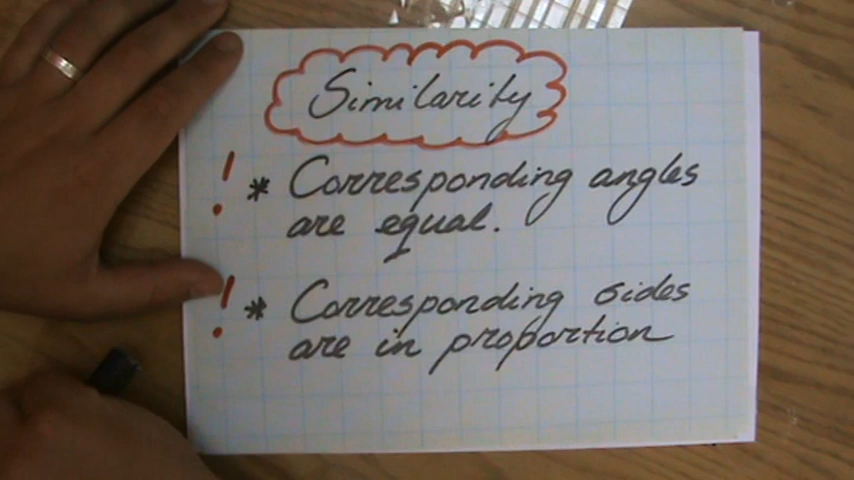 Similarity
! * Corresponding angles
are equal.
! * Corresponding sides
are in proportion